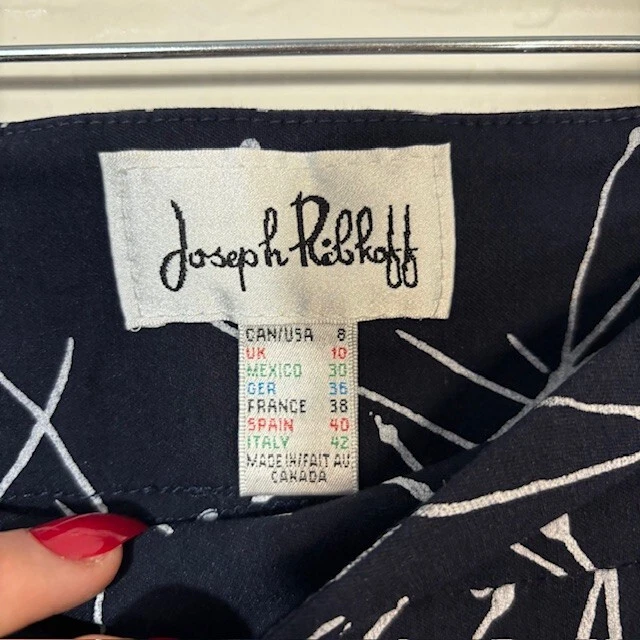 Joseph Ribkoff
CAN/USA 8
UK 10
MEXICO 30
GER 36
FRANCE 38
SPAIN 40
ITALY 42
MADE IN/FAIT AU
CANADA